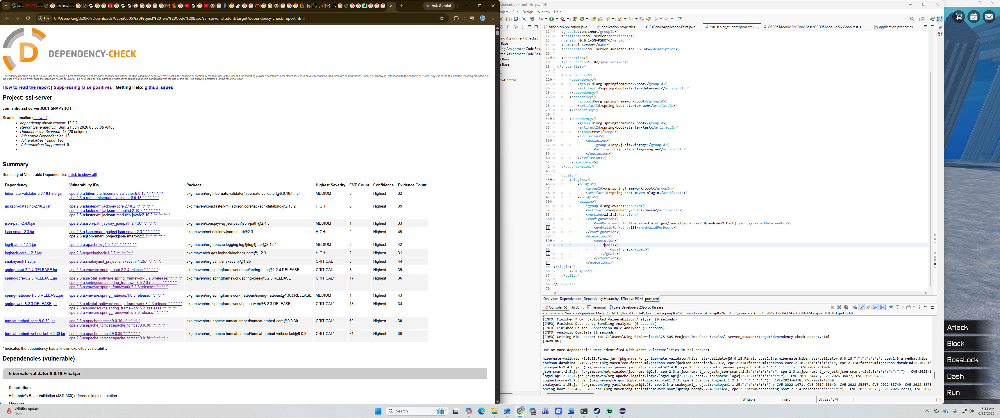 Ask Gemini
File C:/Users/King%20R4/Downloads/CS%20305%20Project%20Two%20Code%20Base/ssl-server_student/target/dependency-check-report.html
DEPENDENCY-CHECK
Dependency-Check is an open source tool performing a best effort analysis of 3rd party dependencies; false positives and false negatives may exist in the analysis performed by the tool. Use of the tool and the reporting provided constitutes acceptance for use in an AS IS condition, and there are NO warranties, implied or otherwise, with regard to the analysis or its use. Any use of the tool and the reporting provided is at
the user's risk. In no event shall the copyright holder or OWASP be held liable for any damages whatsoever arising out of or in connection with the use of this tool, the analysis performed, or the resulting report.
How to read the report | Suppressing false positives | Getting Help: github issues
Project: ssl-server
com.snhu:ssl-server:0.0.1-SNAPSHOT
Scan Information (show all):
dependency-check version: 12.2.2
Report Generated On: Sun, 21 Jun 2026 03:30:05 -0400
Dependencies Scanned: 49 (28 unique)
Vulnerable Dependencies: 13
Vulnerabilities Found: 190
Vulnerabilities Suppressed: 0
...
Summary
Summary of Vulnerable Dependencies (click to show all)
Dependency Vulnerability IDs Package Highest Severity CVE Count Confidence Evidence Count
hibernate-validator-6.0.18.Final.jar cpe:2.3:a:hibernate:hibernate-validator:6.0.18:*:*:*:*:*:*:* pkg:maven/org.hibernate.validator/hibernate-validator@6.0.18.Final MEDIUM 3 Highest 32
cpe:2.3:a:redhat:hibernate_validator:6.0.18:*:*:*:*:*:*:*
jackson-databind-2.10.2.jar cpe:2.3:a:fasterxml:jackson-core:2.10.2:*:*:*:*:*:*:* pkg:maven/com.fasterxml.jackson.core/jackson-databind@2.10.2 HIGH 6 Highest 39
cpe:2.3:a:fasterxml:jackson-databind:2.10.2:*:*:*:*:*:*:*
cpe:2.3:a:fasterxml:jackson-modules-java8:2.10.2:*:*:*:*:*:*:*
json-path-2.4.0.jar cpe:2.3:a:json-path:jayway_jsonpath:2.4.0:*:*:*:*:*:*:* pkg:maven/com.jayway.jsonpath/json-path@2.4.0 MEDIUM 1 Highest 33
json-smart-2.3.jar cpe:2.3:a:json-smart_project:json-smart:2.3:*:*:*:*:*:*:* pkg:maven/net.minidev/json-smart@2.3 HIGH 2 Highest 45
cpe:2.3:a:json-smart_project:json-smart-v2:2.3:*:*:*:*:*:*:*
log4j-api-2.12.1.jar cpe:2.3:a:apache:log4j:2.12.1:*:*:*:*:*:*:* pkg:maven/org.apache.logging.log4j/log4j-api@2.12.1 MEDIUM 3 Highest 42
logback-core-1.2.3.jar cpe:2.3:a:qos:logback:1.2.3:*:*:*:*:*:*:* pkg:maven/ch.qos.logback/logback-core@1.2.3 HIGH 2 Highest 31
snakeyaml-1.25.jar cpe:2.3:a:snakeyaml_project:snakeyaml:1.25:*:*:*:*:*:*:* pkg:maven/org.yaml/snakeyaml@1.25 CRITICAL 8 Highest 44
spring-boot-2.2.4.RELEASE.jar cpe:2.3:a:vmware:spring_boot:2.2.4:release:*:*:*:*:*:* pkg:maven/org.springframework.boot/spring-boot@2.2.4.RELEASE CRITICAL 8 Highest 39
spring-core-5.2.3.RELEASE.jar cpe:2.3:a:pivotal_software:spring_framework:5.2.3:release:*:*:*:*:*:* pkg:maven/org.springframework/spring-core@5.2.3.RELEASE CRITICAL* 17 Highest 36
cpe:2.3:a:springsource:spring_framework:5.2.3:release:*:*:*:*:*:*
cpe:2.3:a:vmware:spring_framework:5.2.3:release:*:*:*:*:*:*
spring-hateoas-1.0.3.RELEASE.jar cpe:2.3:a:vmware:spring_hateoas:1.0.3:release:*:*:*:*:*:* pkg:maven/org.springframework.hateoas/spring-hateoas@1.0.3.RELEASE MEDIUM 1 Highest 43
spring-web-5.2.3.RELEASE.jar cpe:2.3:a:pivotal_software:spring_framework:5.2.3:release:*:*:*:*:*:* pkg:maven/org.springframework/spring-web@5.2.3.RELEASE CRITICAL* 18 Highest 34
cpe:2.3:a:springsource:spring_framework:5.2.3:release:*:*:*:*:*:*
cpe:2.3:a:vmware:spring_framework:5.2.3:release:*:*:*:*:*:*
tomcat-embed-core-9.0.30.jar cpe:2.3:a:apache:tomcat:9.0.30:*:*:*:*:*:*:* pkg:maven/org.apache.tomcat.embed/tomcat-embed-core@9.0.30 CRITICAL* 60 Highest 30
cpe:2.3:a:apache_tomcat:apache_tomcat:9.0.30:*:*:*:*:*:*:*
tomcat-embed-websocket-9.0.30.jar cpe:2.3:a:apache:tomcat:9.0.30:*:*:*:*:*:*:* pkg:maven/org.apache.tomcat.embed/tomcat-embed-websocket@9.0.30 CRITICAL* 61 Highest 30
cpe:2.3:a:apache_tomcat:apache_tomcat:9.0.30:*:*:*:*:*:*:*
* indicates the dependency has a known exploited vulnerability
Dependencies (vulnerable)
hibernate-validator-6.0.18.Final.jar
Description:
Hibernate's Bean Validation (JSR-380) reference implementation.
_student/pom.xml - Eclipse IDE
roject Run Design Window Help
SslServerApplication.java application.properties SslServerApplicationTests.java *ssl-server_student/pom.xml CS 305 Module Six Code Base/CS 305 Module Six Code/rest-s... application.properties
ling Assignment Checksum
Base
ling Assignment Code Base
tten Assignment Code Base
e Base
e Base
2)
ewControl
11 <groupId>com.snhu</groupId>
12 <artifactId>ssl-server</artifactId>
13 <version>0.0.1-SNAPSHOT</version>
14 <name>ssl-server</name>
15 <description>ssl-server skeleton for CS-305</description>
16
17 <properties>
18 <java.version>1.8</java.version>
19 </properties>
20
21 <dependencies>
22 <dependency>
23 <groupId>org.springframework.boot</groupId>
24 <artifactId>spring-boot-starter-data-rest</artifactId>
25 </dependency>
26 <dependency>
27 <groupId>org.springframework.boot</groupId>
28 <artifactId>spring-boot-starter-web</artifactId>
29 </dependency>
30
31 <dependency>
32 <groupId>org.springframework.boot</groupId>
33 <artifactId>spring-boot-starter-test</artifactId>
34 <scope>test</scope>
35 <exclusions>
36 <exclusion>
37 <groupId>org.junit.vintage</groupId>
38 <artifactId>junit-vintage-engine</artifactId>
39 </exclusion>
40 </exclusions>
41 </dependency>
42 </dependencies>
43
44 <build>
45 <plugins>
46 <plugin>
47 <groupId>org.springframework.boot</groupId>
48 <artifactId>spring-boot-maven-plugin</artifactId>
49 </plugin>
50 <plugin>
51 <groupId>org.owasp</groupId>
52 <artifactId>dependency-check-maven</artifactId>
53 <version>12.2.2</version>
54 <configuration>
55 <nvdDatafeedUrl>https://nvd.nist.gov/feeds/json/cve/2.0/nvdcve-2.0-{0}.json.gz </nvdDatafeedUrl>
56 <nvdValidForHours>168</nvdValidForHours>
57 </configuration>
58 <executions>
59 <execution>
60 <goals>
61 <goal>check</goal>
62 </goals>
63 </execution>
64 </executions>
65 </plugin>
66 </plugins>
67 </build>
68
69 </project>
70
Overview Dependencies Dependency Hierarchy Effective POM pom.xml
Console JUnit Terminal Java Developers 2026-06 Release
<terminated> New_configuration [Maven Build] C:\Users\King R4\Downloads\openjdk-26.0.1_windows-x64_bin\jdk-26.0.1\bin\javaw.exe (Jun 21, 2026, 3:27:04 AM – 3:30:06 AM elapsed 0:03:01) [pid: 56688]
[INFO] Finished Known Exploited Vulnerability Analyzer (0 seconds)
[INFO] Finished Dependency Bundling Analyzer (0 seconds)
[INFO] Finished Unused Suppression Rule Analyzer (0 seconds)
[INFO] Analysis Complete (1 seconds)
[INFO] Writing HTML report to: C:\Users\King R4\Downloads\CS 305 Project Two Code Base\ssl-server_student\target\dependency-check-report.html
[WARNING]
One or more dependencies were identified with known vulnerabilities in ssl-server:
hibernate-validator-6.0.18.Final.jar (pkg:maven/org.hibernate.validator/hibernate-validator@6.0.18.Final, cpe:2.3:a:hibernate:hibernate-validator:6.0.18:*:*:*:*:*:*:*, cpe:2.3:a:redhat:hibern
jackson-databind-2.10.2.jar (pkg:maven/com.fasterxml.jackson.core/jackson-databind@2.10.2, cpe:2.3:a:fasterxml:jackson-core:2.10.2:*:*:*:*:*:*:*, cpe:2.3:a:fasterxml:jackson-databind:2.10.2:*
json-path-2.4.0.jar (pkg:maven/com.jayway.jsonpath/json-path@2.4.0, cpe:2.3:a:json-path:jayway_jsonpath:2.4.0:*:*:*:*:*:*:*) : CVE-2023-51074
json-smart-2.3.jar (pkg:maven/net.minidev/json-smart@2.3, cpe:2.3:a:json-smart_project:json-smart:2.3:*:*:*:*:*:*:*, cpe:2.3:a:json-smart_project:json-smart-v2:2.3:*:*:*:*:*:*:*) : CVE-2023-1
log4j-api-2.12.1.jar (pkg:maven/org.apache.logging.log4j/log4j-api@2.12.1, cpe:2.3:a:apache:log4j:2.12.1:*:*:*:*:*:*:*) : CVE-2026-34479, CVE-2026-34477, CVE-2020-9488
logback-core-1.2.3.jar (pkg:maven/ch.qos.logback/logback-core@1.2.3, cpe:2.3:a:qos:logback:1.2.3:*:*:*:*:*:*:*) : CVE-2023-6378, CVE-2021-42550
snakeyaml-1.25.jar (pkg:maven/org.yaml/snakeyaml@1.25, cpe:2.3:a:snakeyaml_project:snakeyaml:1.25:*:*:*:*:*:*:*) : CVE-2022-1471, CVE-2017-18640, CVE-2022-25857, CVE-2022-38749, CVE-2022-38751
spring-boot-2.2.4.RELEASE.jar (pkg:maven/org.springframework.boot/spring-boot@2.2.4.RELEASE, cpe:2.3:a:vmware:spring_boot:2.2.4:release:*:*:*:*:*:*) : CVE-2023-20873, CVE-2026-22733, CVE-2022
Writable Insert 60 : 32 : 1874
Attack
Block
BossLock
Dash
Run
Wildfire update
Now
Search
3:33 AM
6/21/2026